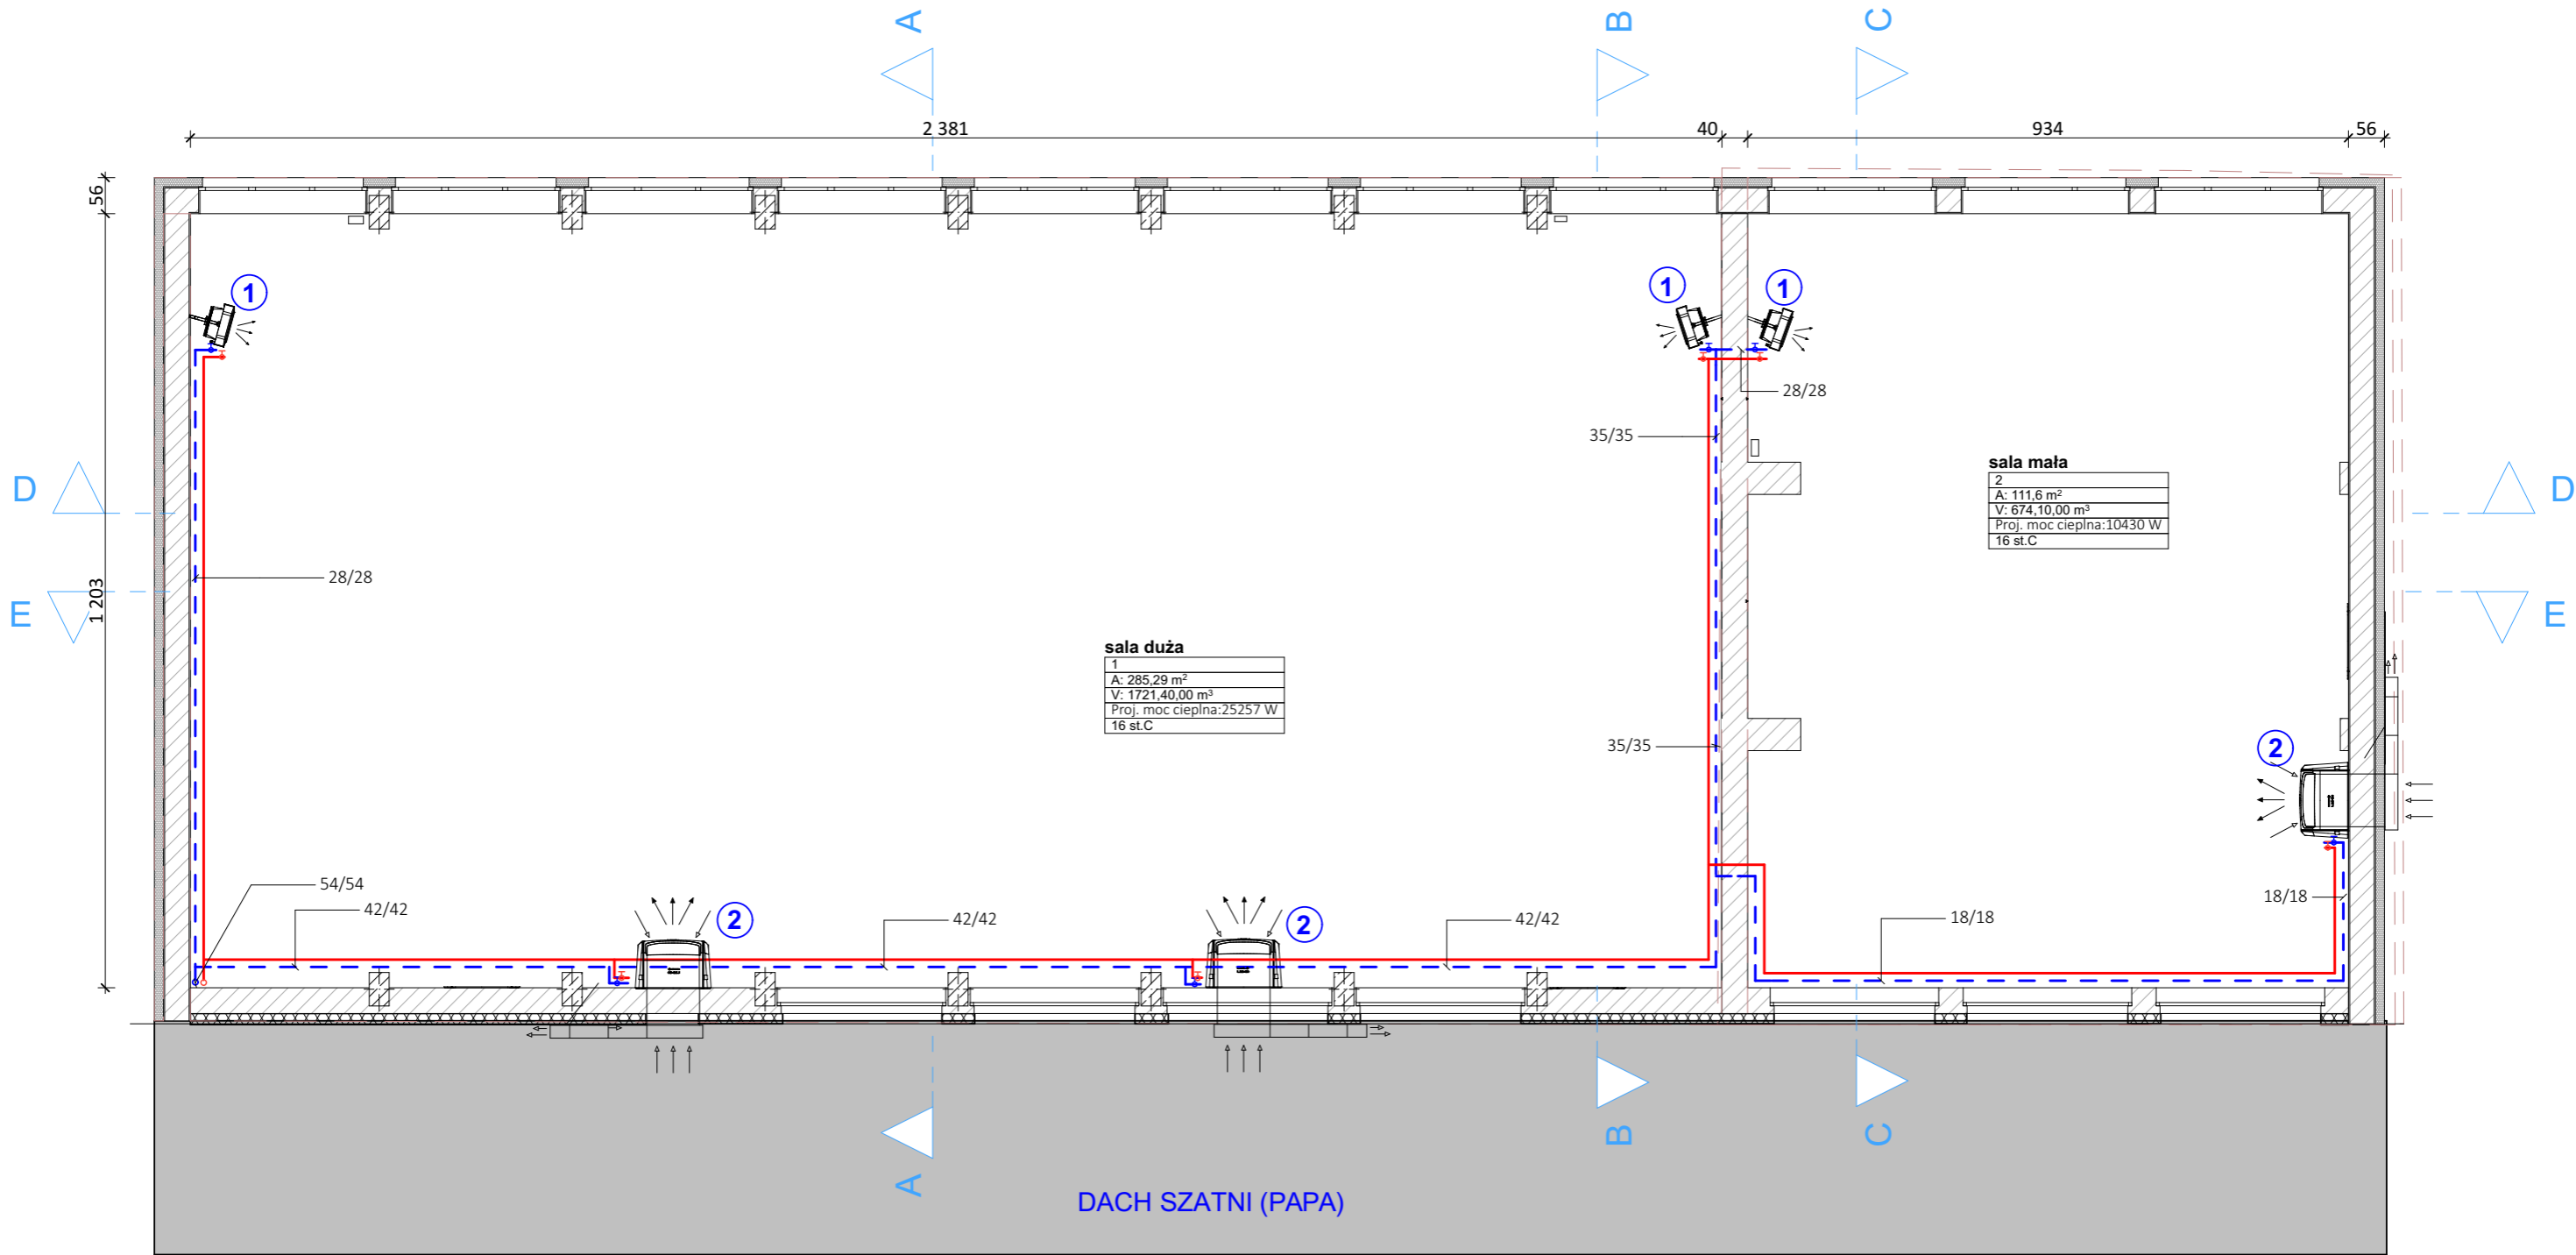 A
B
C
2 381
40
934
56
56
1
1
1
28/28
35/35
sala mała
2
A: 111,6 m²
V: 674,10,00 m³
Proj. moc cieplna:10430 W
16 st.C
D
D
28/28
E
1 203
E
sala duża
1
A: 285,29 m²
V: 1721,40,00 m³
Proj. moc cieplna:25257 W
16 st.C
35/35
2
54/54
42/42
2
42/42
2
42/42
18/18
18/18
A
B
C
DACH SZATNI (PAPA)